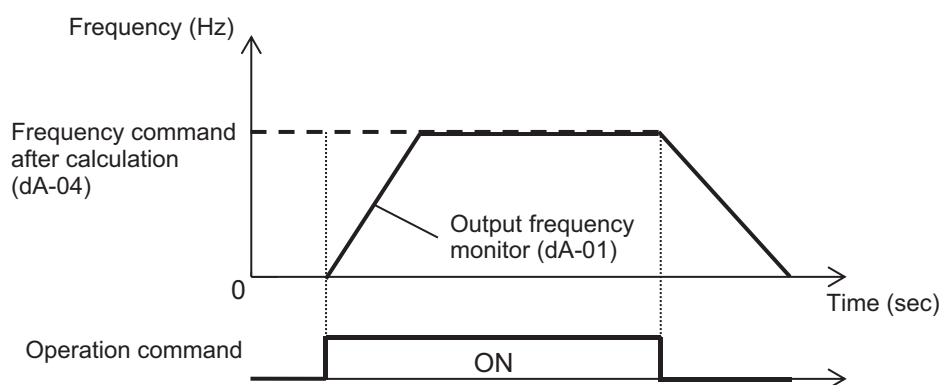 Frequency (Hz)
Frequency command
after calculation
(dA-04)
Output frequency
monitor (dA-01)
0
Time (sec)
Operation command
ON